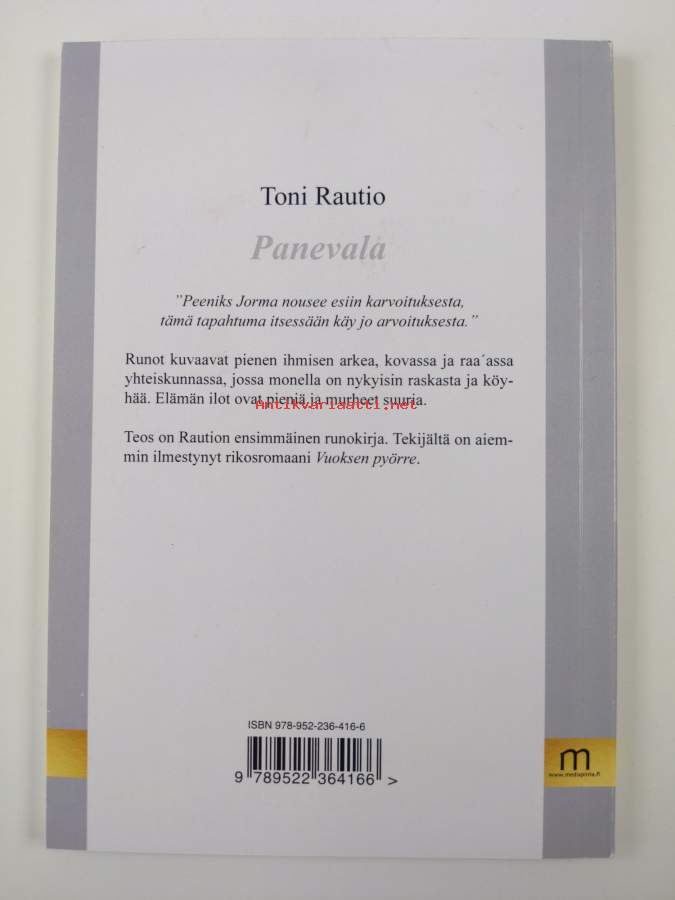 Toni Rautio
Panevala
”Peeniks Jorma nousee esiin karvoituksesta,
tämä tapahtuma itsessään käy jo arvoituksesta.”
Runot kuvaavat pienen ihmisen arkea, kovassa ja raa´assa
yhteiskunnassa, jossa monella on nykyisin raskasta ja köy-
hää. Elämän ilot ovat pieniä ja murheet suuria.
Antikvariaatti.net
Teos on Raution ensimmäinen runokirja. Tekijältä on aiem-
min ilmestynyt rikosromaani Vuoksen pyörre.
ISBN 978-952-236-416-6
9 789522 364166 >
m
www.mediapinta.fi